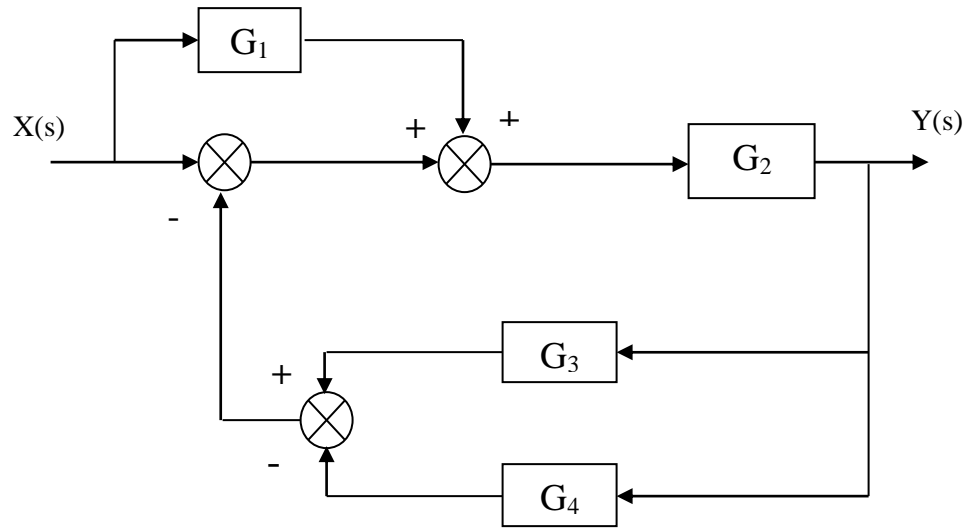 G₁
X(s)
+
+
Y(s)
G₂
-
G₃
+
-
G₄